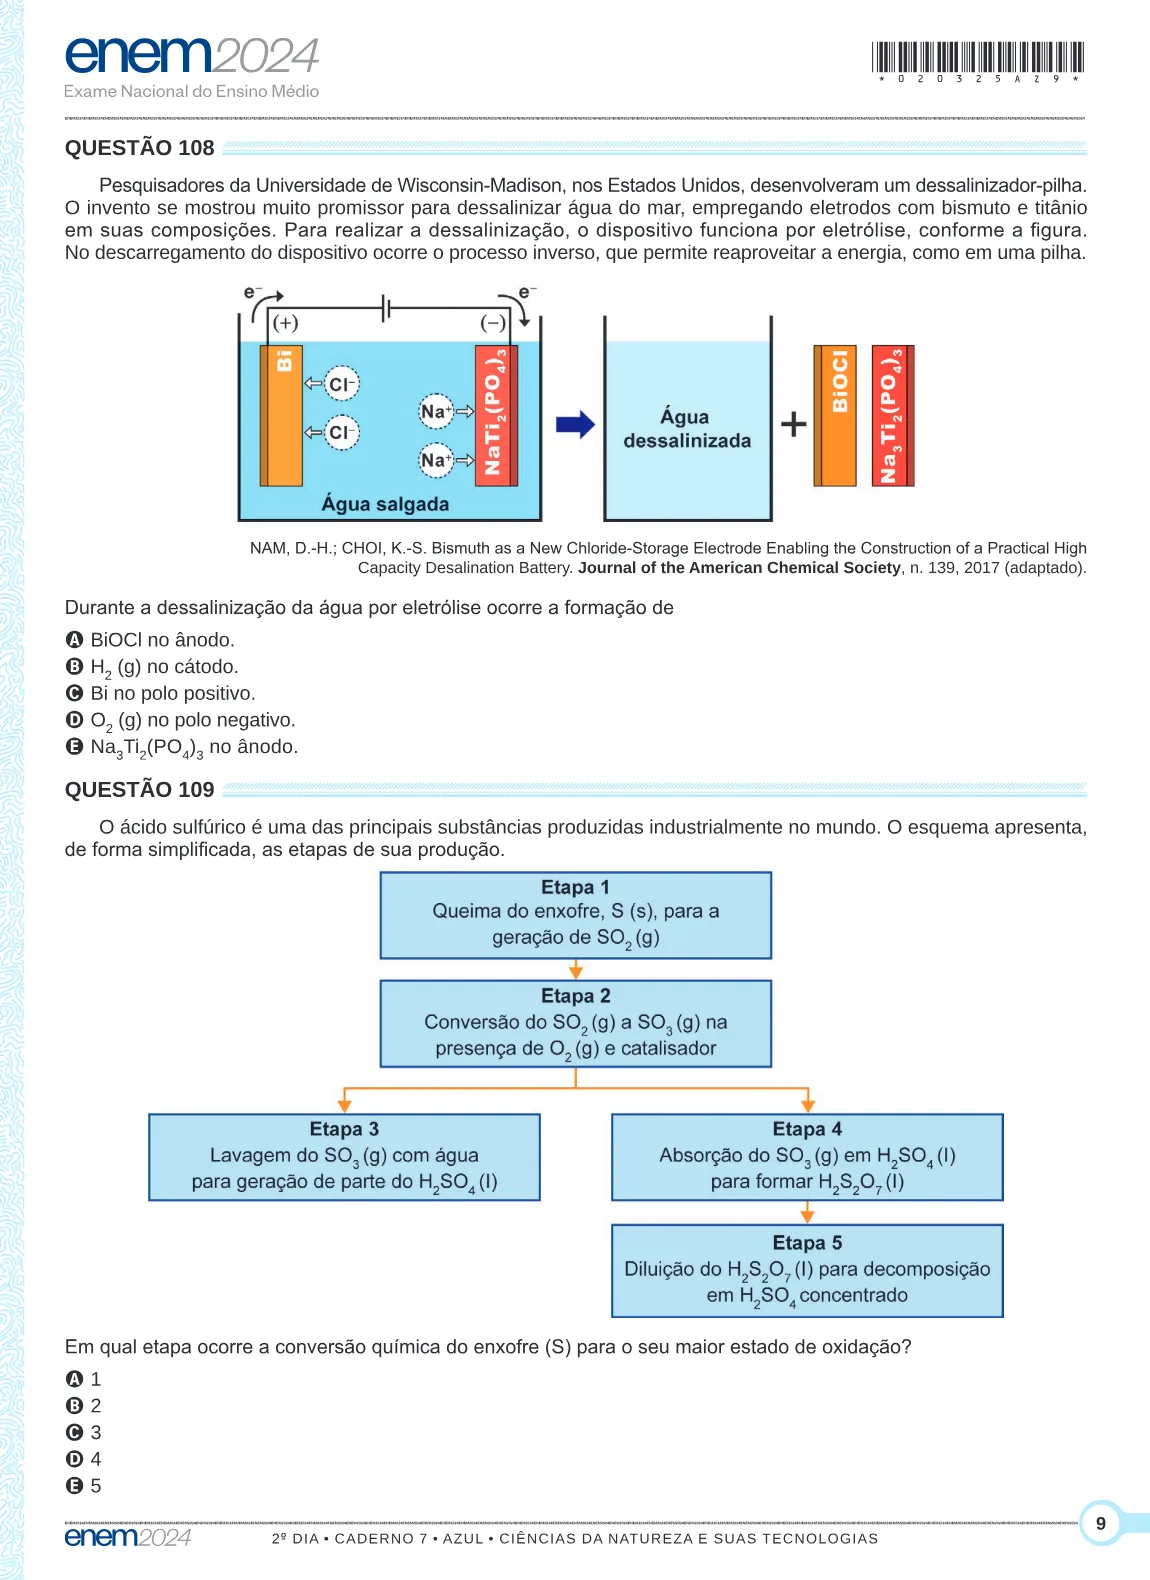 enem2024
Exame Nacional do Ensino Médio
*020325AZ9*
QUESTÃO 108
Pesquisadores da Universidade de Wisconsin-Madison, nos Estados Unidos, desenvolveram um dessalinizador-pilha.
O invento se mostrou muito promissor para dessalinizar água do mar, empregando eletrodos com bismuto e titânio
em suas composições. Para realizar a dessalinização, o dispositivo funciona por eletrólise, conforme a figura.
No descarregamento do dispositivo ocorre o processo inverso, que permite reaproveitar a energia, como em uma pilha.
e⁻ e⁻
(+) (−)
Bi
Cl⁻
Cl⁻
Na⁺
Na⁺
NaTi₂(PO₄)₃
Água salgada
Água
dessalinizada
+
BiOCl
Na₃Ti₂(PO₄)₃
NAM, D.-H.; CHOI, K.-S. Bismuth as a New Chloride-Storage Electrode Enabling the Construction of a Practical High
Capacity Desalination Battery. Journal of the American Chemical Society, n. 139, 2017 (adaptado).
Durante a dessalinização da água por eletrólise ocorre a formação de
A BiOCl no ânodo.
B H₂ (g) no cátodo.
C Bi no polo positivo.
D O₂ (g) no polo negativo.
E Na₃Ti₂(PO₄)₃ no ânodo.
QUESTÃO 109
O ácido sulfúrico é uma das principais substâncias produzidas industrialmente no mundo. O esquema apresenta,
de forma simplificada, as etapas de sua produção.
Etapa 1
Queima do enxofre, S (s), para a
geração de SO₂ (g)
Etapa 2
Conversão do SO₂ (g) a SO₃ (g) na
presença de O₂ (g) e catalisador
Etapa 3
Lavagem do SO₃ (g) com água
para geração de parte do H₂SO₄ (l)
Etapa 4
Absorção do SO₃ (g) em H₂SO₄ (l)
para formar H₂S₂O₇ (l)
Etapa 5
Diluição do H₂S₂O₇ (l) para decomposição
em H₂SO₄ concentrado
Em qual etapa ocorre a conversão química do enxofre (S) para o seu maior estado de oxidação?
A 1
B 2
C 3
D 4
E 5
enem2024
2º DIA • CADERNO 7 • AZUL • CIÊNCIAS DA NATUREZA E SUAS TECNOLOGIAS
9